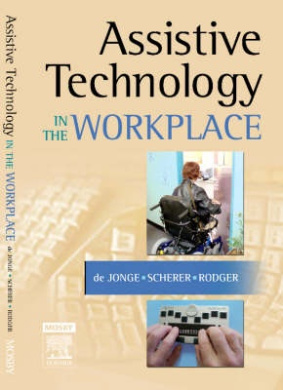 Assistive Technology IN THE WORKPLACE
de JONGE • SCHERER • RODGER
MOSBY
Assistive
Technology
IN
THE WORKPLACE
de JONGE • SCHERER • RODGER
MOSBY
ELSEVIER